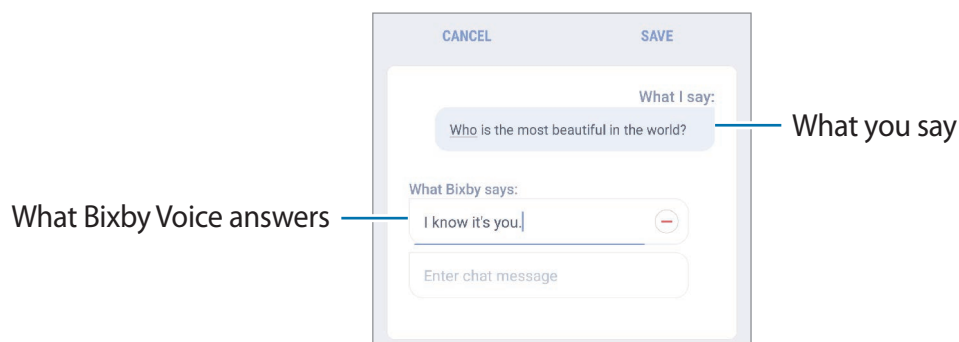 CANCEL SAVE
What I say:
Who is the most beautiful in the world?
What you say
What Bixby says:
What Bixby Voice answers
I know it's you.
Enter chat message